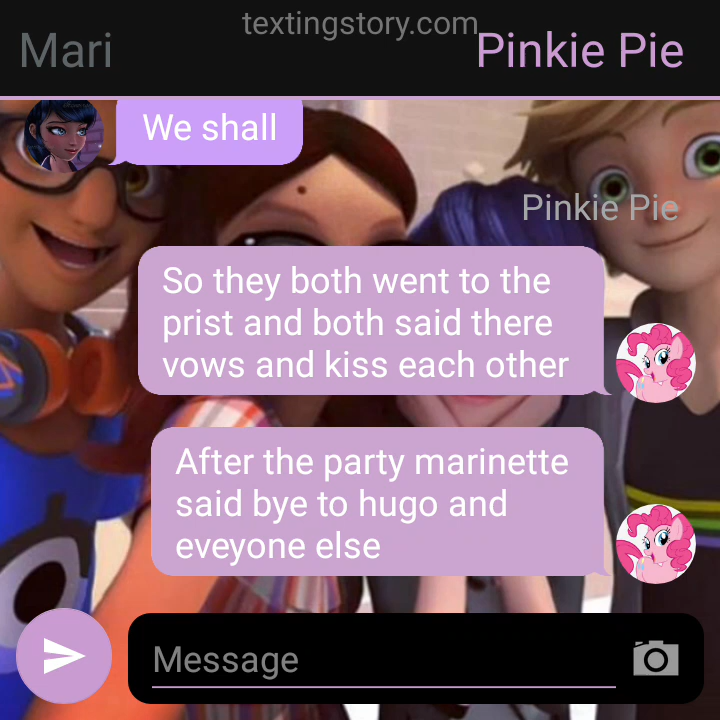 textingstory.com
Mari
Pinkie Pie
We shall
Pinkie Pie
So they both went to the
prist and both said there
vows and kiss each other
After the party marinette
said bye to hugo and
eveyone else
Message